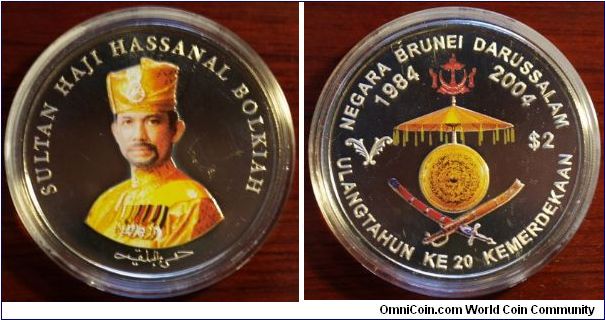 SULTAN HAJI HASSANAL BOLKIAH
NEGARA BRUNEI DARUSSALAM
1984 2004
$2
ULANGTAHUN KE 20 KEMERDEKAAN
OmniCoin.com World Coin Community